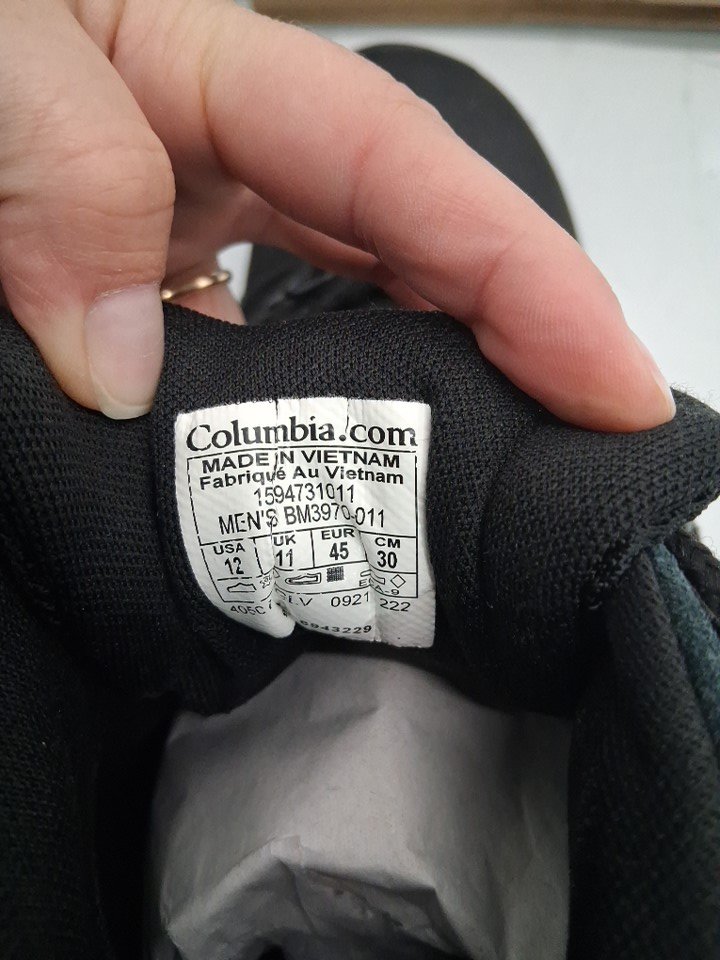 Columbia.com
MADE IN VIETNAM
Fabriqué Au Vietnam
1594731011
MEN'S BM3970-011
USA UK EUR CM
12 11 45 30
0921 222